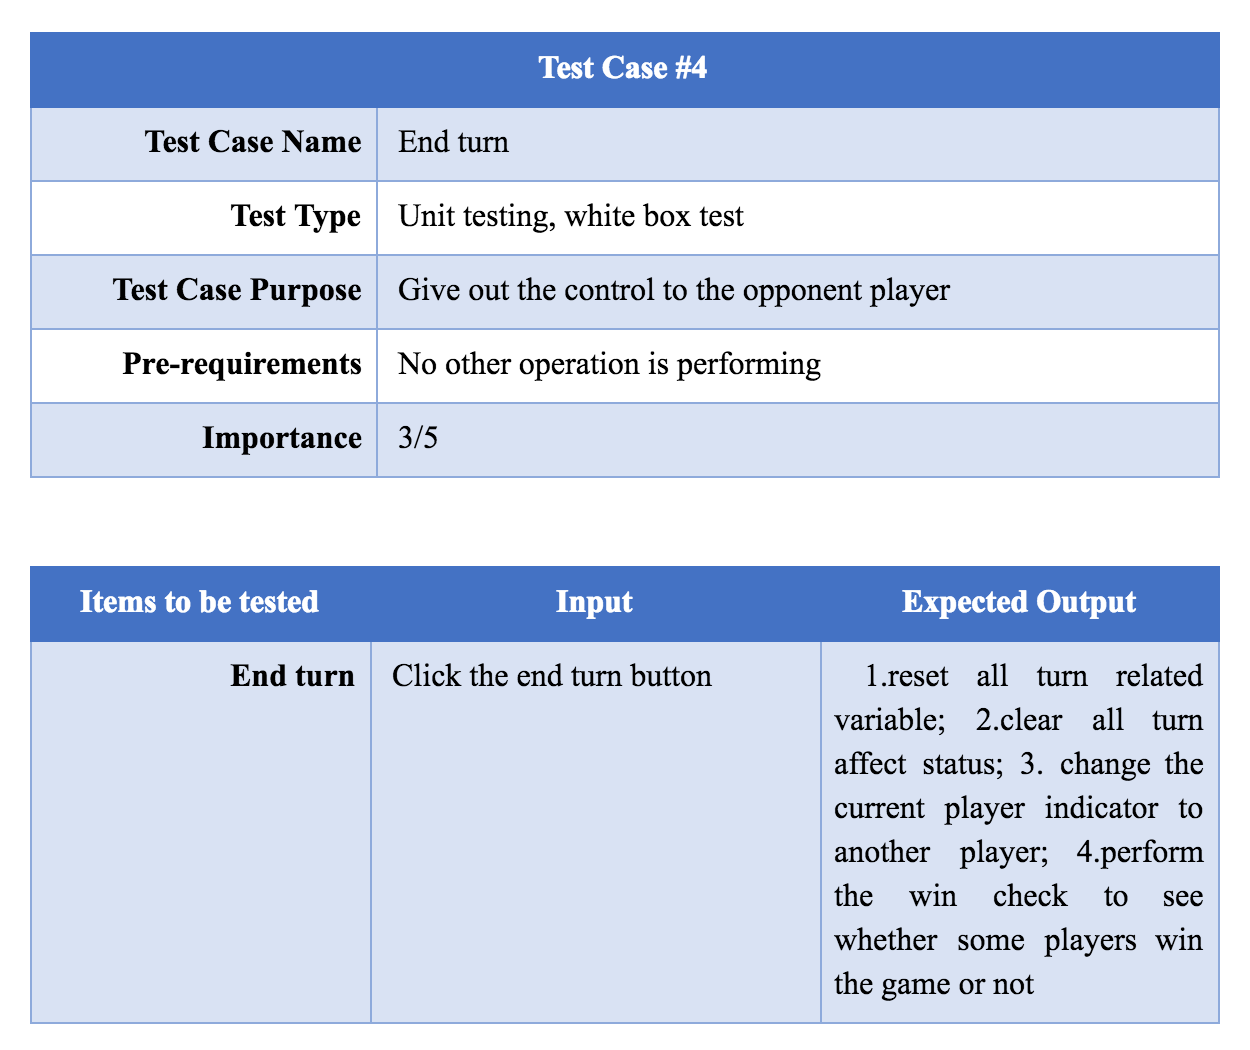 Test Case #4
Test Case Name End turn
Test Type Unit testing, white box test
Test Case Purpose Give out the control to the opponent player
Pre-requirements No other operation is performing
Importance 3/5
Items to be tested Input Expected Output
End turn Click the end turn button 1.reset all turn related
variable; 2.clear all turn
affect status; 3. change the
current player indicator to
another player; 4.perform
the win check to see
whether some players win
the game or not